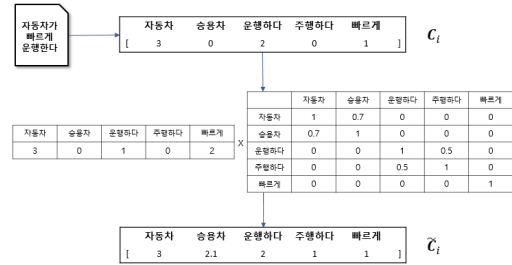 자동차가
빠르게
운행한다
자동차 승용차 운행하다 주행하다 빠르게
[ 3 0 2 0 1 ]
C_i
자동차 승용차 운행하다 주행하다 빠르게
3 0 1 0 2
X
자동차 승용차 운행하다 주행하다 빠르게
자동차 1 0.7 0 0 0
승용차 0.7 1 0 0 0
운행하다 0 0 1 0.5 0
주행하다 0 0 0.5 1 0
빠르게 0 0 0 0 1
자동차 승용차 운행하다 주행하다 빠르게
[ 3 2.1 2 1 1 ]
C̃_i